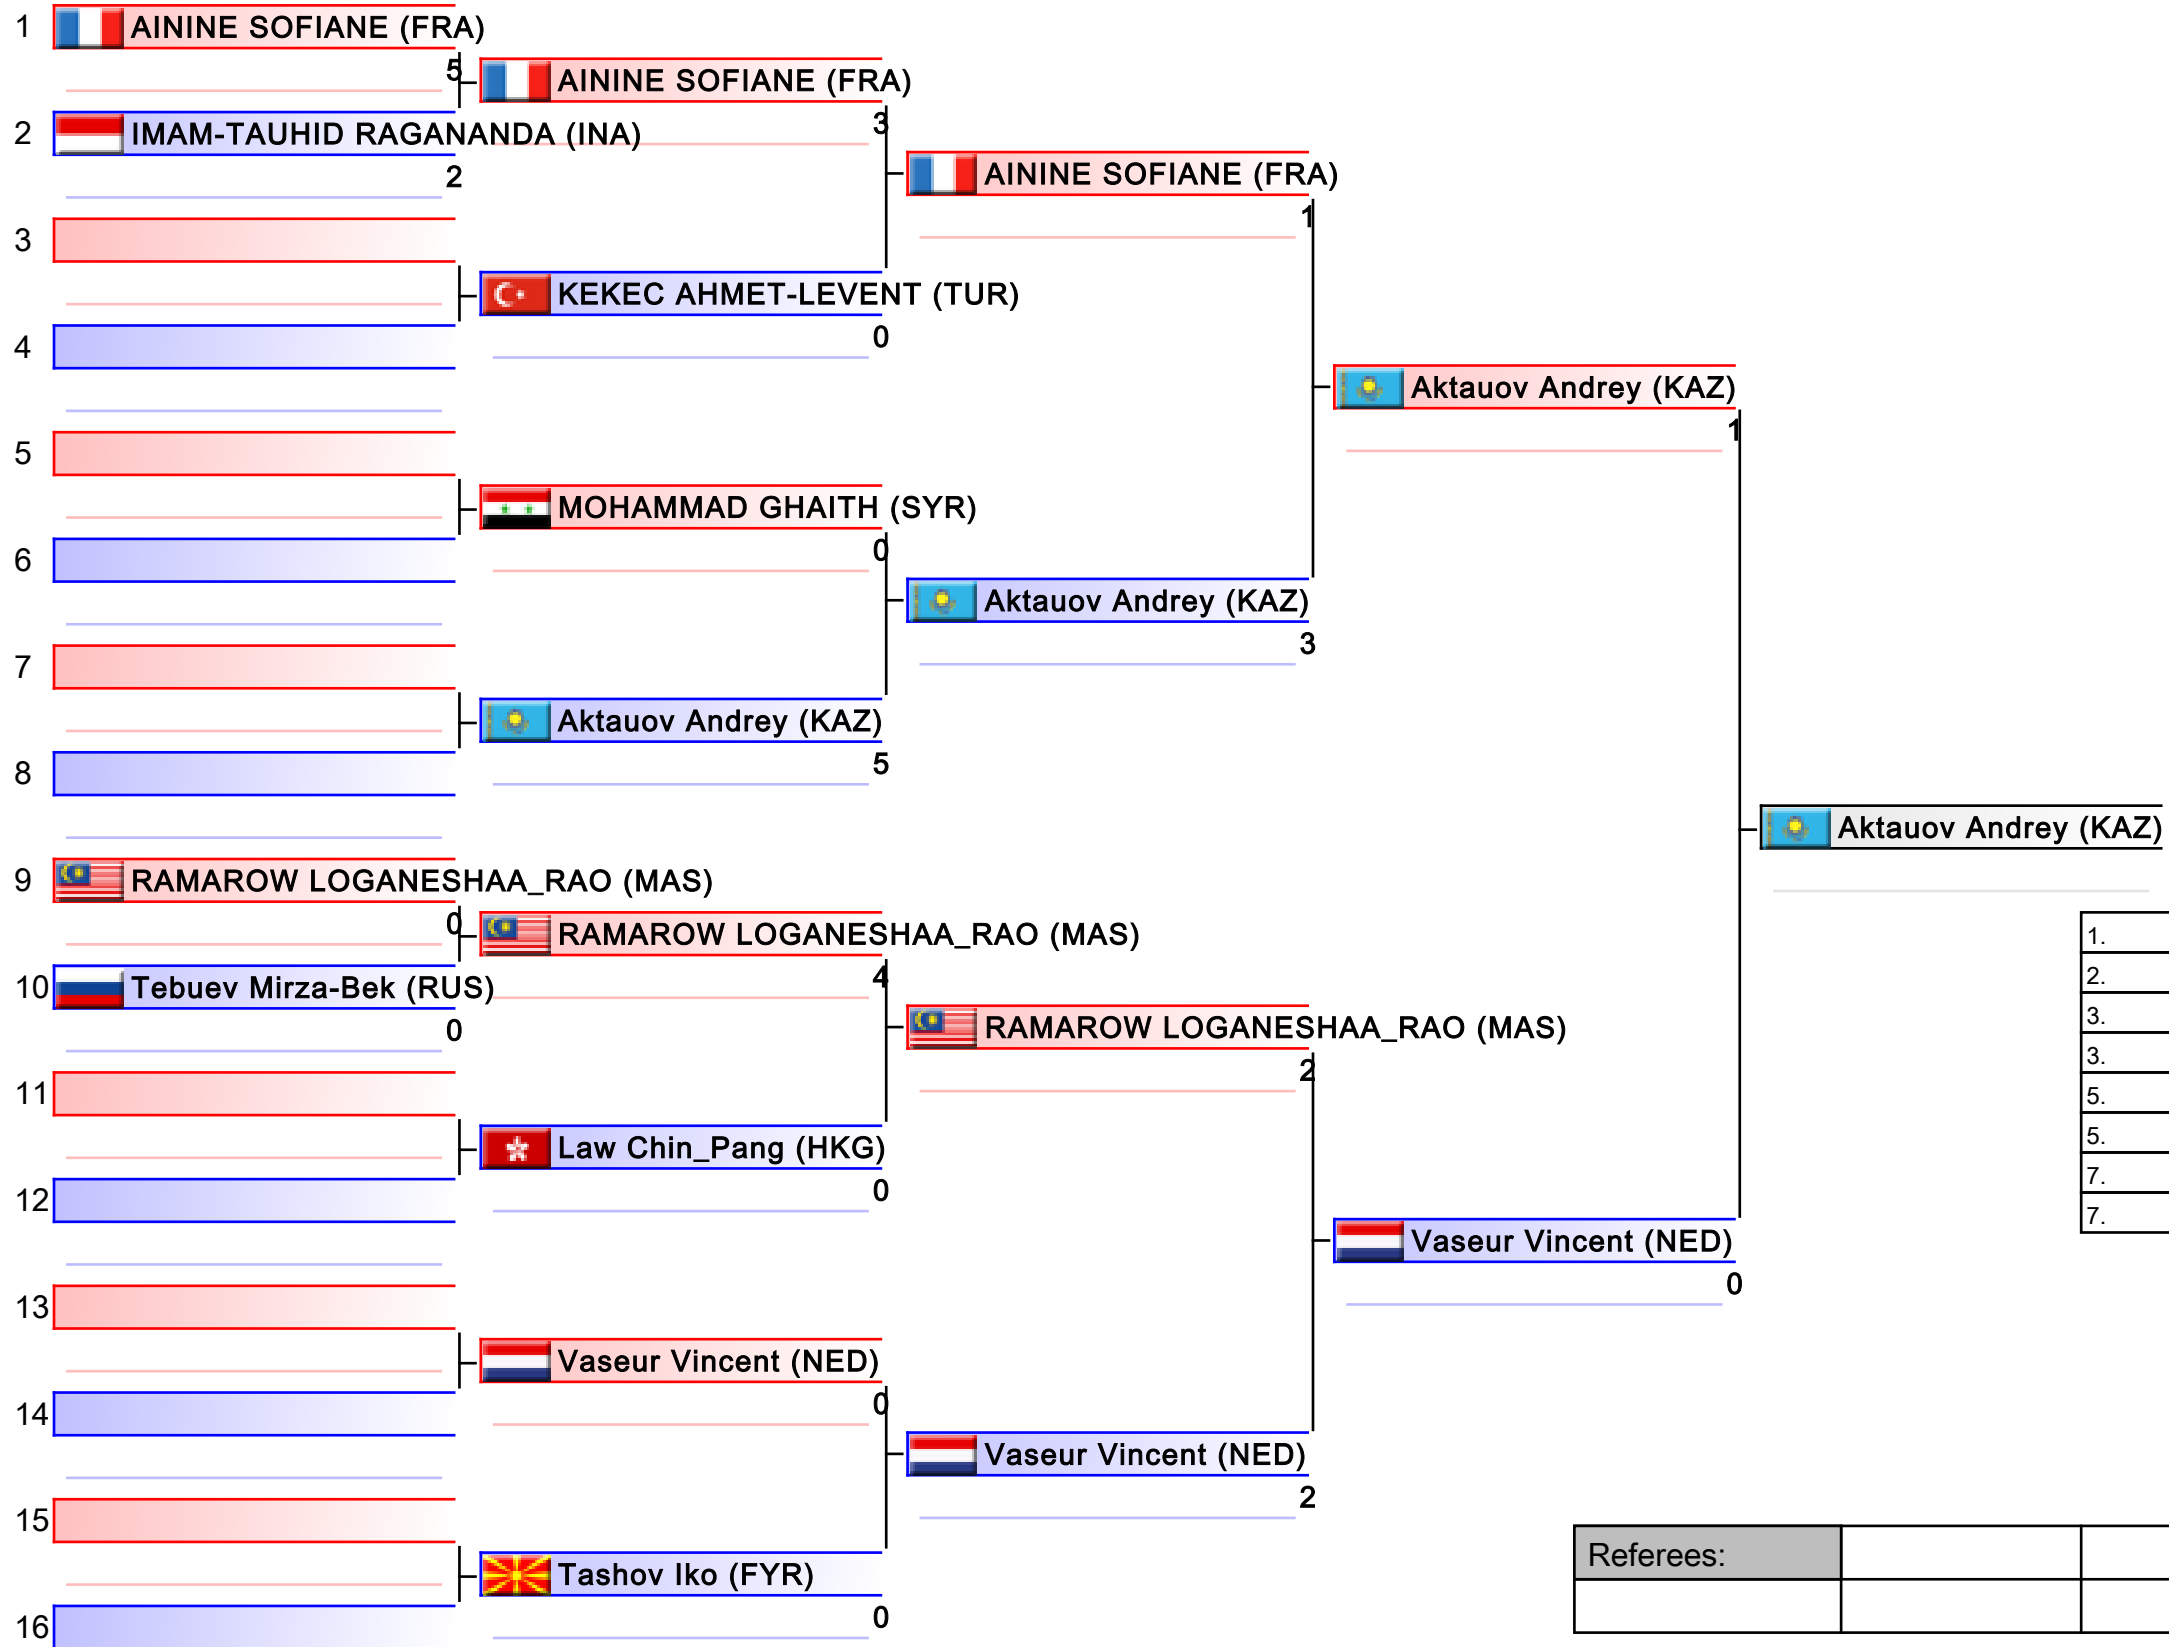 1 AININE SOFIANE (FRA)
5 AININE SOFIANE (FRA)
2 IMAM-TAUHID RAGANANDA (INA)
3
2
AININE SOFIANE (FRA)
1
3
KEKEC AHMET-LEVENT (TUR)
0
4
Aktauov Andrey (KAZ)
1
5
MOHAMMAD GHAITH (SYR)
0
6
Aktauov Andrey (KAZ)
3
7
Aktauov Andrey (KAZ)
5
8
Aktauov Andrey (KAZ)
9 RAMAROW LOGANESHAA_RAO (MAS)
0 RAMAROW LOGANESHAA_RAO (MAS)
1.
2.
3.
3.
5.
5.
7.
7.
10 Tebuev Mirza-Bek (RUS)
4
0
RAMAROW LOGANESHAA_RAO (MAS)
2
11
Law Chin_Pang (HKG)
0
12
Vaseur Vincent (NED)
0
13
Vaseur Vincent (NED)
0
14
Vaseur Vincent (NED)
2
15
Tashov Iko (FYR)
0
16
Referees: